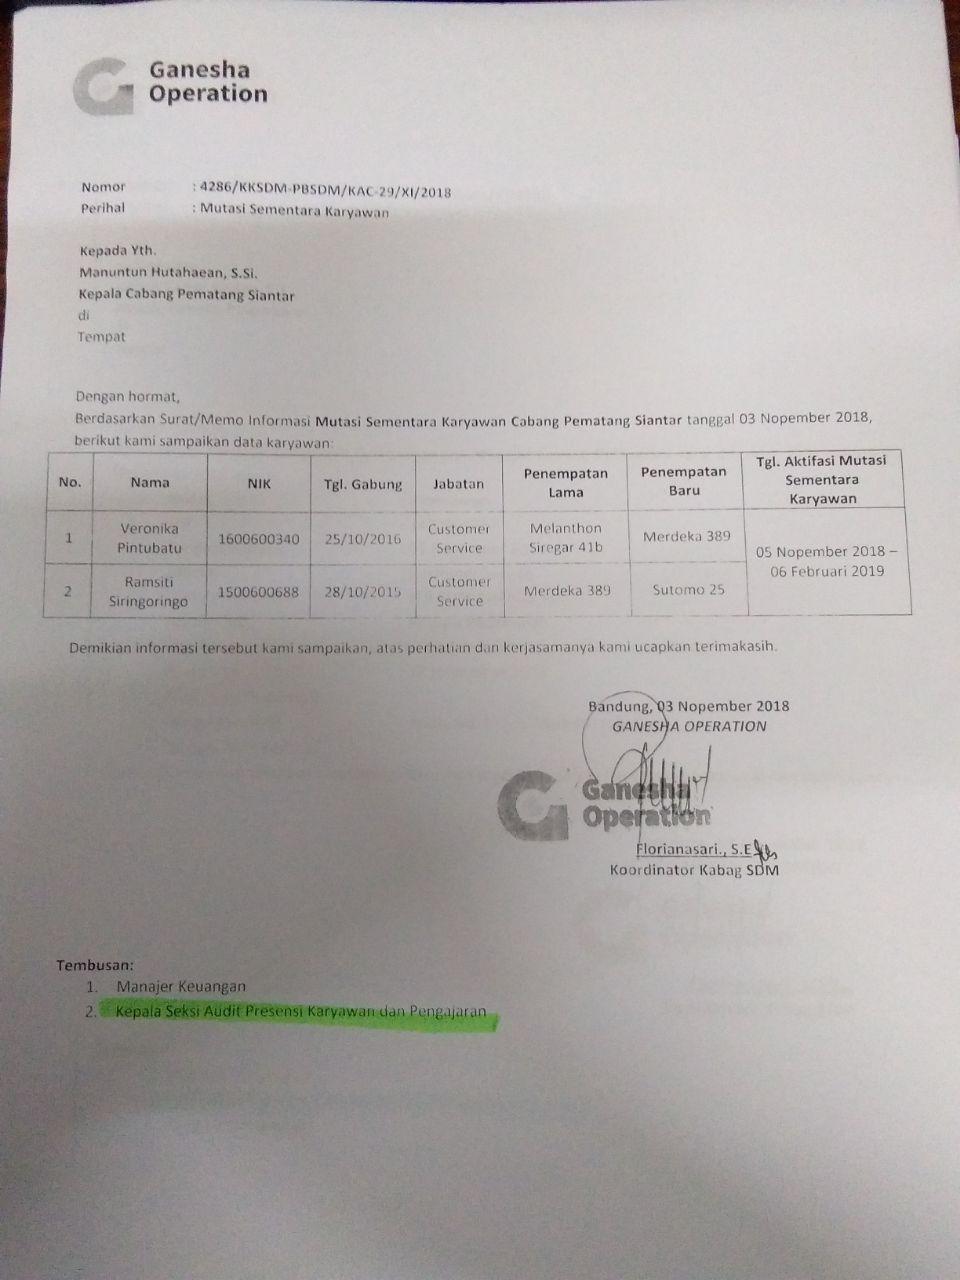 Ganesha
Operation
Nomor : 4286/KKSDM-PBSDM/KAC-29/XI/2018
Perihal : Mutasi Sementara Karyawan
Kepada Yth.
Manuntun Hutahaean, S.Si.
Kepala Cabang Pematang Siantar
di
Tempat
Dengan hormat,
Berdasarkan Surat/Memo Informasi Mutasi Sementara Karyawan Cabang Pematang Siantar tanggal 03 Nopember 2018,
berikut kami sampaikan data karyawan:
No. Nama NIK Tgl. Gabung Jabatan Penempatan Lama Penempatan Baru Tgl. Aktifasi Mutasi Sementara Karyawan
1 Veronika Pintubatu 1600600340 25/10/2016 Customer Service Melanthon Siregar 41b Merdeka 389 05 Nopember 2018 – 06 Februari 2019
2 Ramsiti Siringoringo 1500600688 28/10/2015 Customer Service Merdeka 389 Sutomo 25
Demikian informasi tersebut kami sampaikan, atas perhatian dan kerjasamanya kami ucapkan terimakasih.
Bandung, 03 Nopember 2018
GANESHA OPERATION
Ganesha
Operation
Florianasari., S.E
Koordinator Kabag SDM
Tembusan:
1. Manajer Keuangan
2. Kepala Seksi Audit Presensi Karyawan dan Pengajaran